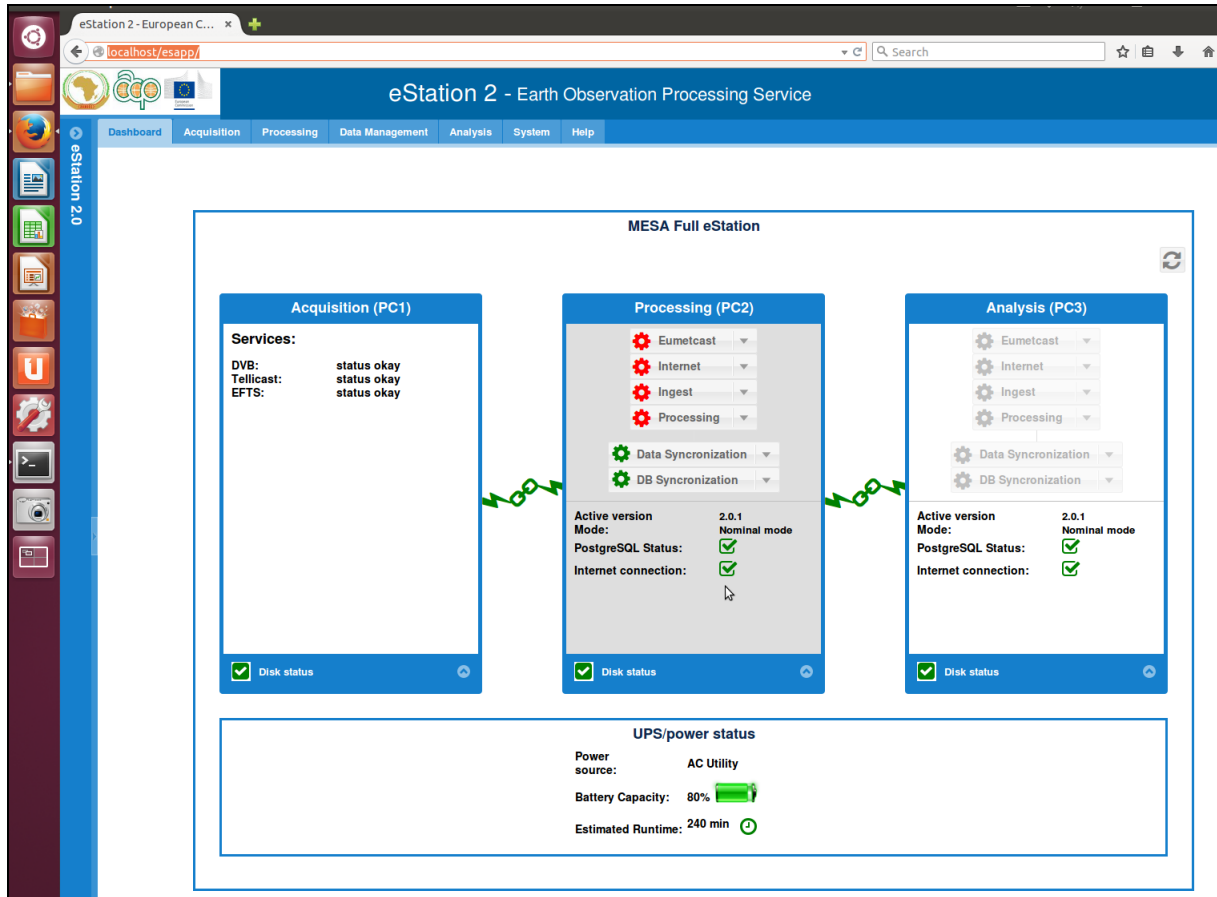 eStation 2 - European C...
localhost/esapp/
Search
eStation 2 - Earth Observation Processing Service
Dashboard Acquisition Processing Data Management Analysis System Help
eStation 2.0
MESA Full eStation
Acquisition (PC1)
Services:
DVB: status okay
Tellicast: status okay
EFTS: status okay
Disk status
Processing (PC2)
Eumetcast
Internet
Ingest
Processing
Data Syncronization
DB Syncronization
Active version 2.0.1
Mode: Nominal mode
PostgreSQL Status:
Internet connection:
Disk status
Analysis (PC3)
Eumetcast
Internet
Ingest
Processing
Data Syncronization
DB Syncronization
Active version 2.0.1
Mode: Nominal mode
PostgreSQL Status:
Internet connection:
Disk status
UPS/power status
Power
source: AC Utility
Battery Capacity: 80%
Estimated Runtime: 240 min